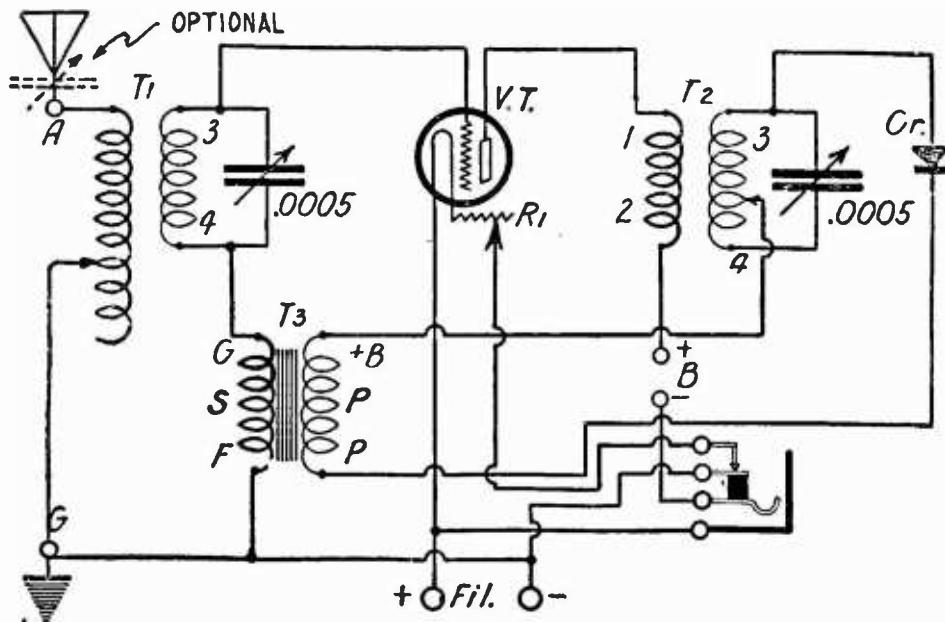 OPTIONAL
T1
A
3
4
.0005
V.T.
R1
1
2
T2
3
4
.0005
Cr.
T3
G
S
F
+B
P
P
+
B
-
G
+ Fil. -